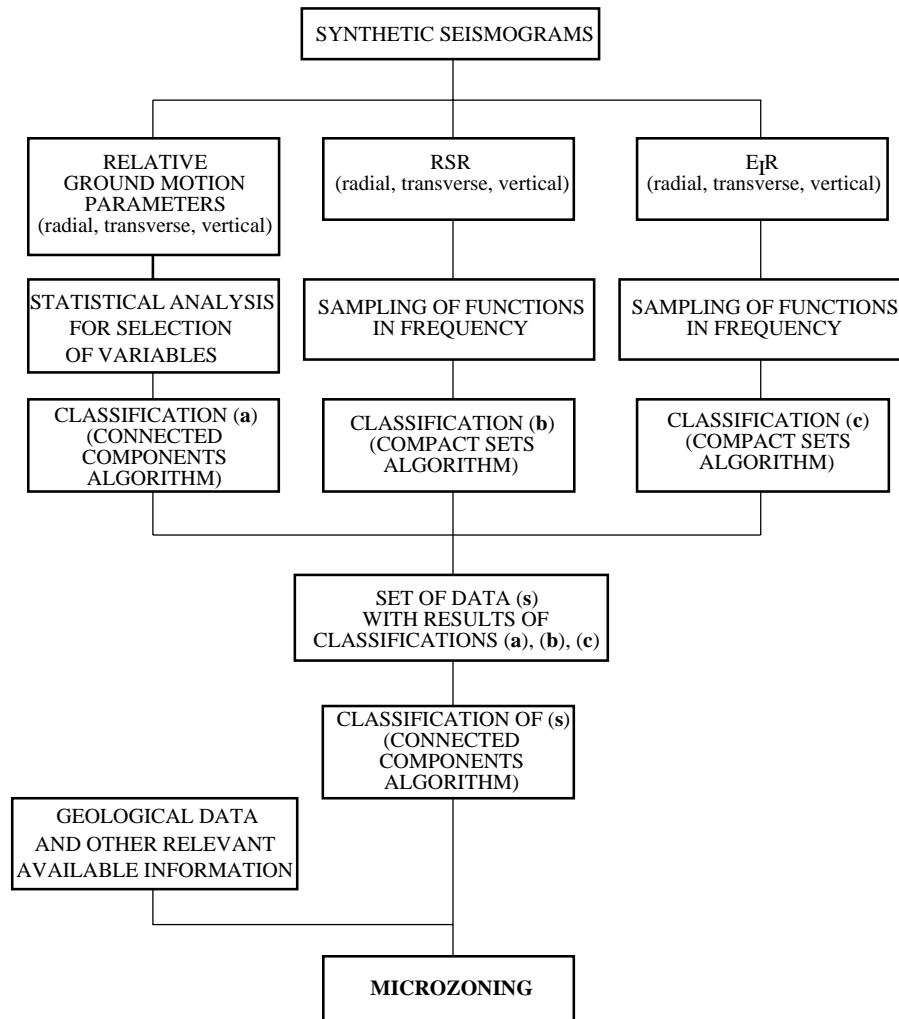 SYNTHETIC SEISMOGRAMS
RELATIVE
GROUND MOTION
PARAMETERS
(radial, transverse, vertical)
RSR
(radial, transverse, vertical)
EIR
(radial, transverse, vertical)
STATISTICAL ANALYSIS
FOR SELECTION
OF VARIABLES
SAMPLING OF FUNCTIONS
IN FREQUENCY
SAMPLING OF FUNCTIONS
IN FREQUENCY
CLASSIFICATION (a)
(CONNECTED
COMPONENTS
ALGORITHM)
CLASSIFICATION (b)
(COMPACT SETS
ALGORITHM)
CLASSIFICATION (c)
(COMPACT SETS
ALGORITHM)
SET OF DATA (s)
WITH RESULTS OF
CLASSIFICATIONS (a), (b), (c)
CLASSIFICATION OF (s)
(CONNECTED
COMPONENTS
ALGORITHM)
GEOLOGICAL DATA
AND OTHER RELEVANT
AVAILABLE INFORMATION
MICROZONING